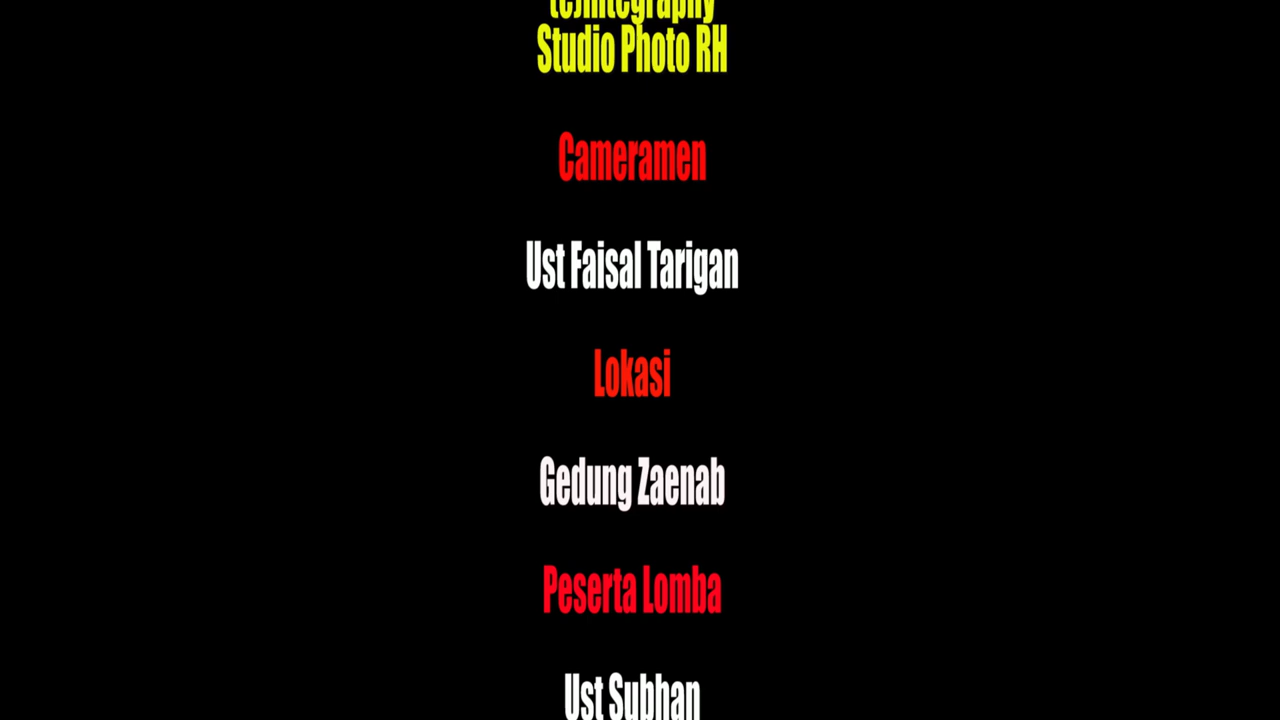 Studio Photo RH
Cameramen
Ust Faisal Tarigan
Lokasi
Gedung Zaenab
Peserta Lomba
Ust Subhan